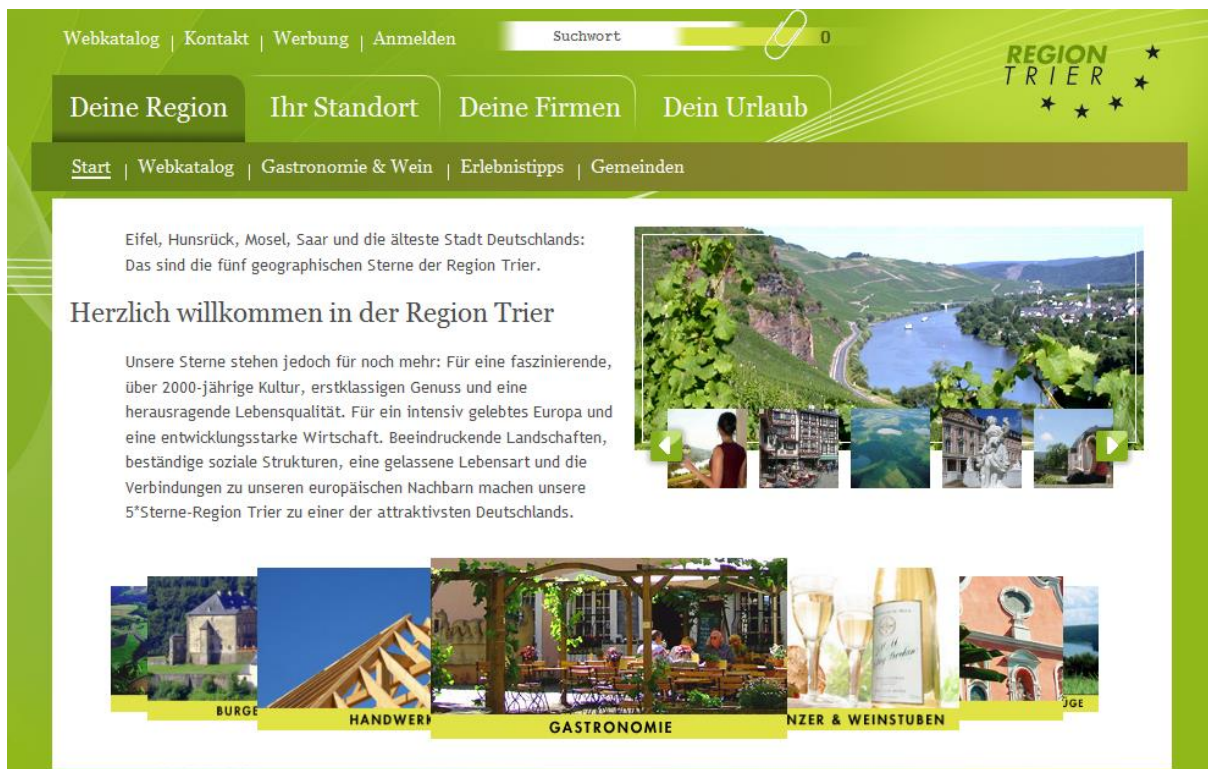 Webkatalog | Kontakt | Werbung | Anmelden
Suchwort
0
REGION
TRIER
Deine Region
Ihr Standort
Deine Firmen
Dein Urlaub
Start | Webkatalog | Gastronomie & Wein | Erlebnistipps | Gemeinden
Eifel, Hunsrück, Mosel, Saar und die älteste Stadt Deutschlands:
Das sind die fünf geographischen Sterne der Region Trier.
Herzlich willkommen in der Region Trier
Unsere Sterne stehen jedoch für noch mehr: Für eine faszinierende,
über 2000-jährige Kultur, erstklassigen Genuss und eine
herausragende Lebensqualität. Für ein intensiv gelebtes Europa und
eine entwicklungsstarke Wirtschaft. Beeindruckende Landschaften,
beständige soziale Strukturen, eine gelassene Lebensart und die
Verbindungen zu unseren europäischen Nachbarn machen unsere
5*Sterne-Region Trier zu einer der attraktivsten Deutschlands.
BURGE
HANDWERK
GASTRONOMIE
NZER & WEINSTUBEN
ÜGE